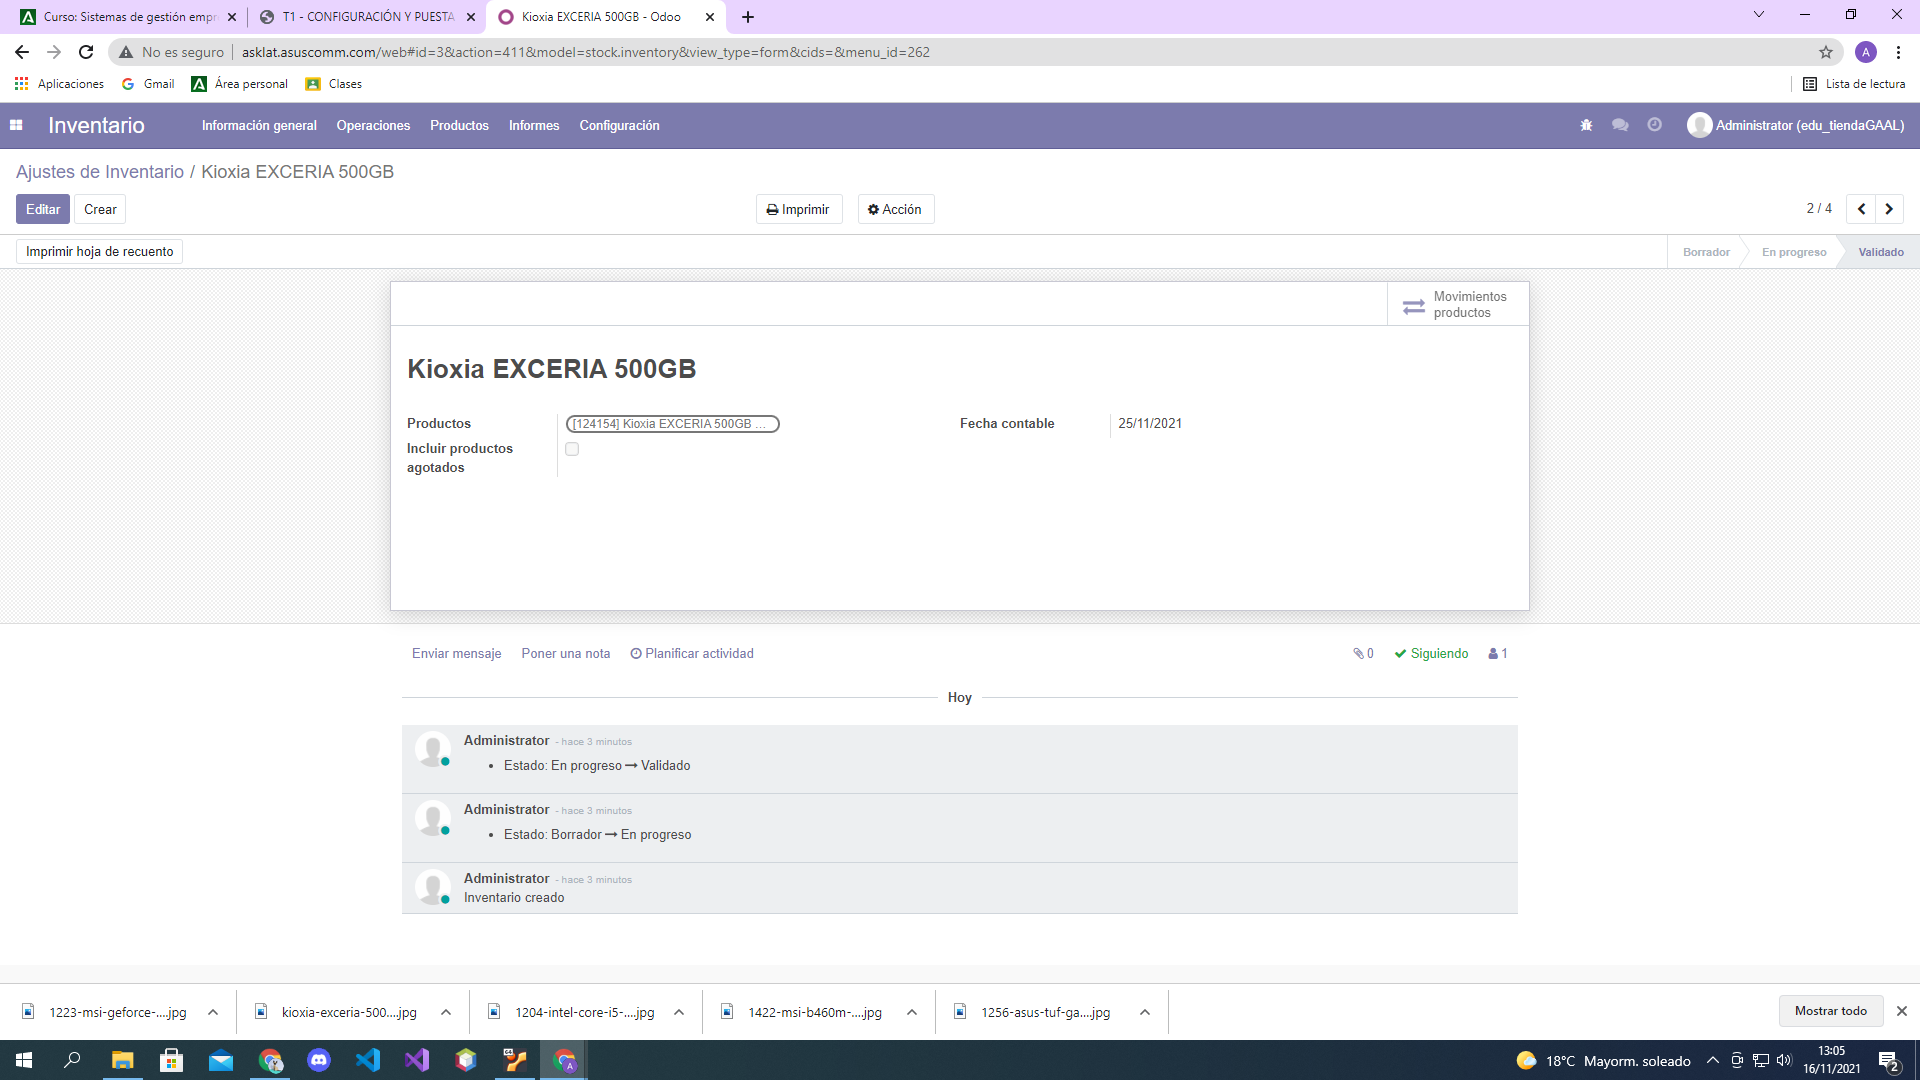 Curso: Sistemas de gestión empr
T1 - CONFIGURACIÓN Y PUESTA
Kioxia EXCERIA 500GB - Odoo
No es seguro
asklat.asuscomm.com/web#id=3&action=411&model=stock.inventory&view_type=form&cids=&menu_id=262
A
Aplicaciones
Gmail
Área personal
Clases
Lista de lectura
Inventario
Información general
Operaciones
Productos
Informes
Configuración
Administrator (edu_tiendaGAAL)
Ajustes de Inventario / Kioxia EXCERIA 500GB
Editar
Crear
Imprimir
Acción
2 / 4
Imprimir hoja de recuento
Borrador
En progreso
Validado
Movimientos
productos
Kioxia EXCERIA 500GB
Productos
[124154] Kioxia EXCERIA 500GB ...
Fecha contable
25/11/2021
Incluir productos
agotados
Enviar mensaje
Poner una nota
Planificar actividad
0
Siguiendo
1
Hoy
Administrator - hace 3 minutos
• Estado: En progreso → Validado
Administrator - hace 3 minutos
• Estado: Borrador → En progreso
Administrator - hace 3 minutos
Inventario creado
1223-msi-geforce-....jpg
kioxia-exceria-500....jpg
1204-intel-core-i5-....jpg
1422-msi-b460m-....jpg
1256-asus-tuf-ga....jpg
Mostrar todo
18°C Mayorm. soleado
13:05
16/11/2021
2